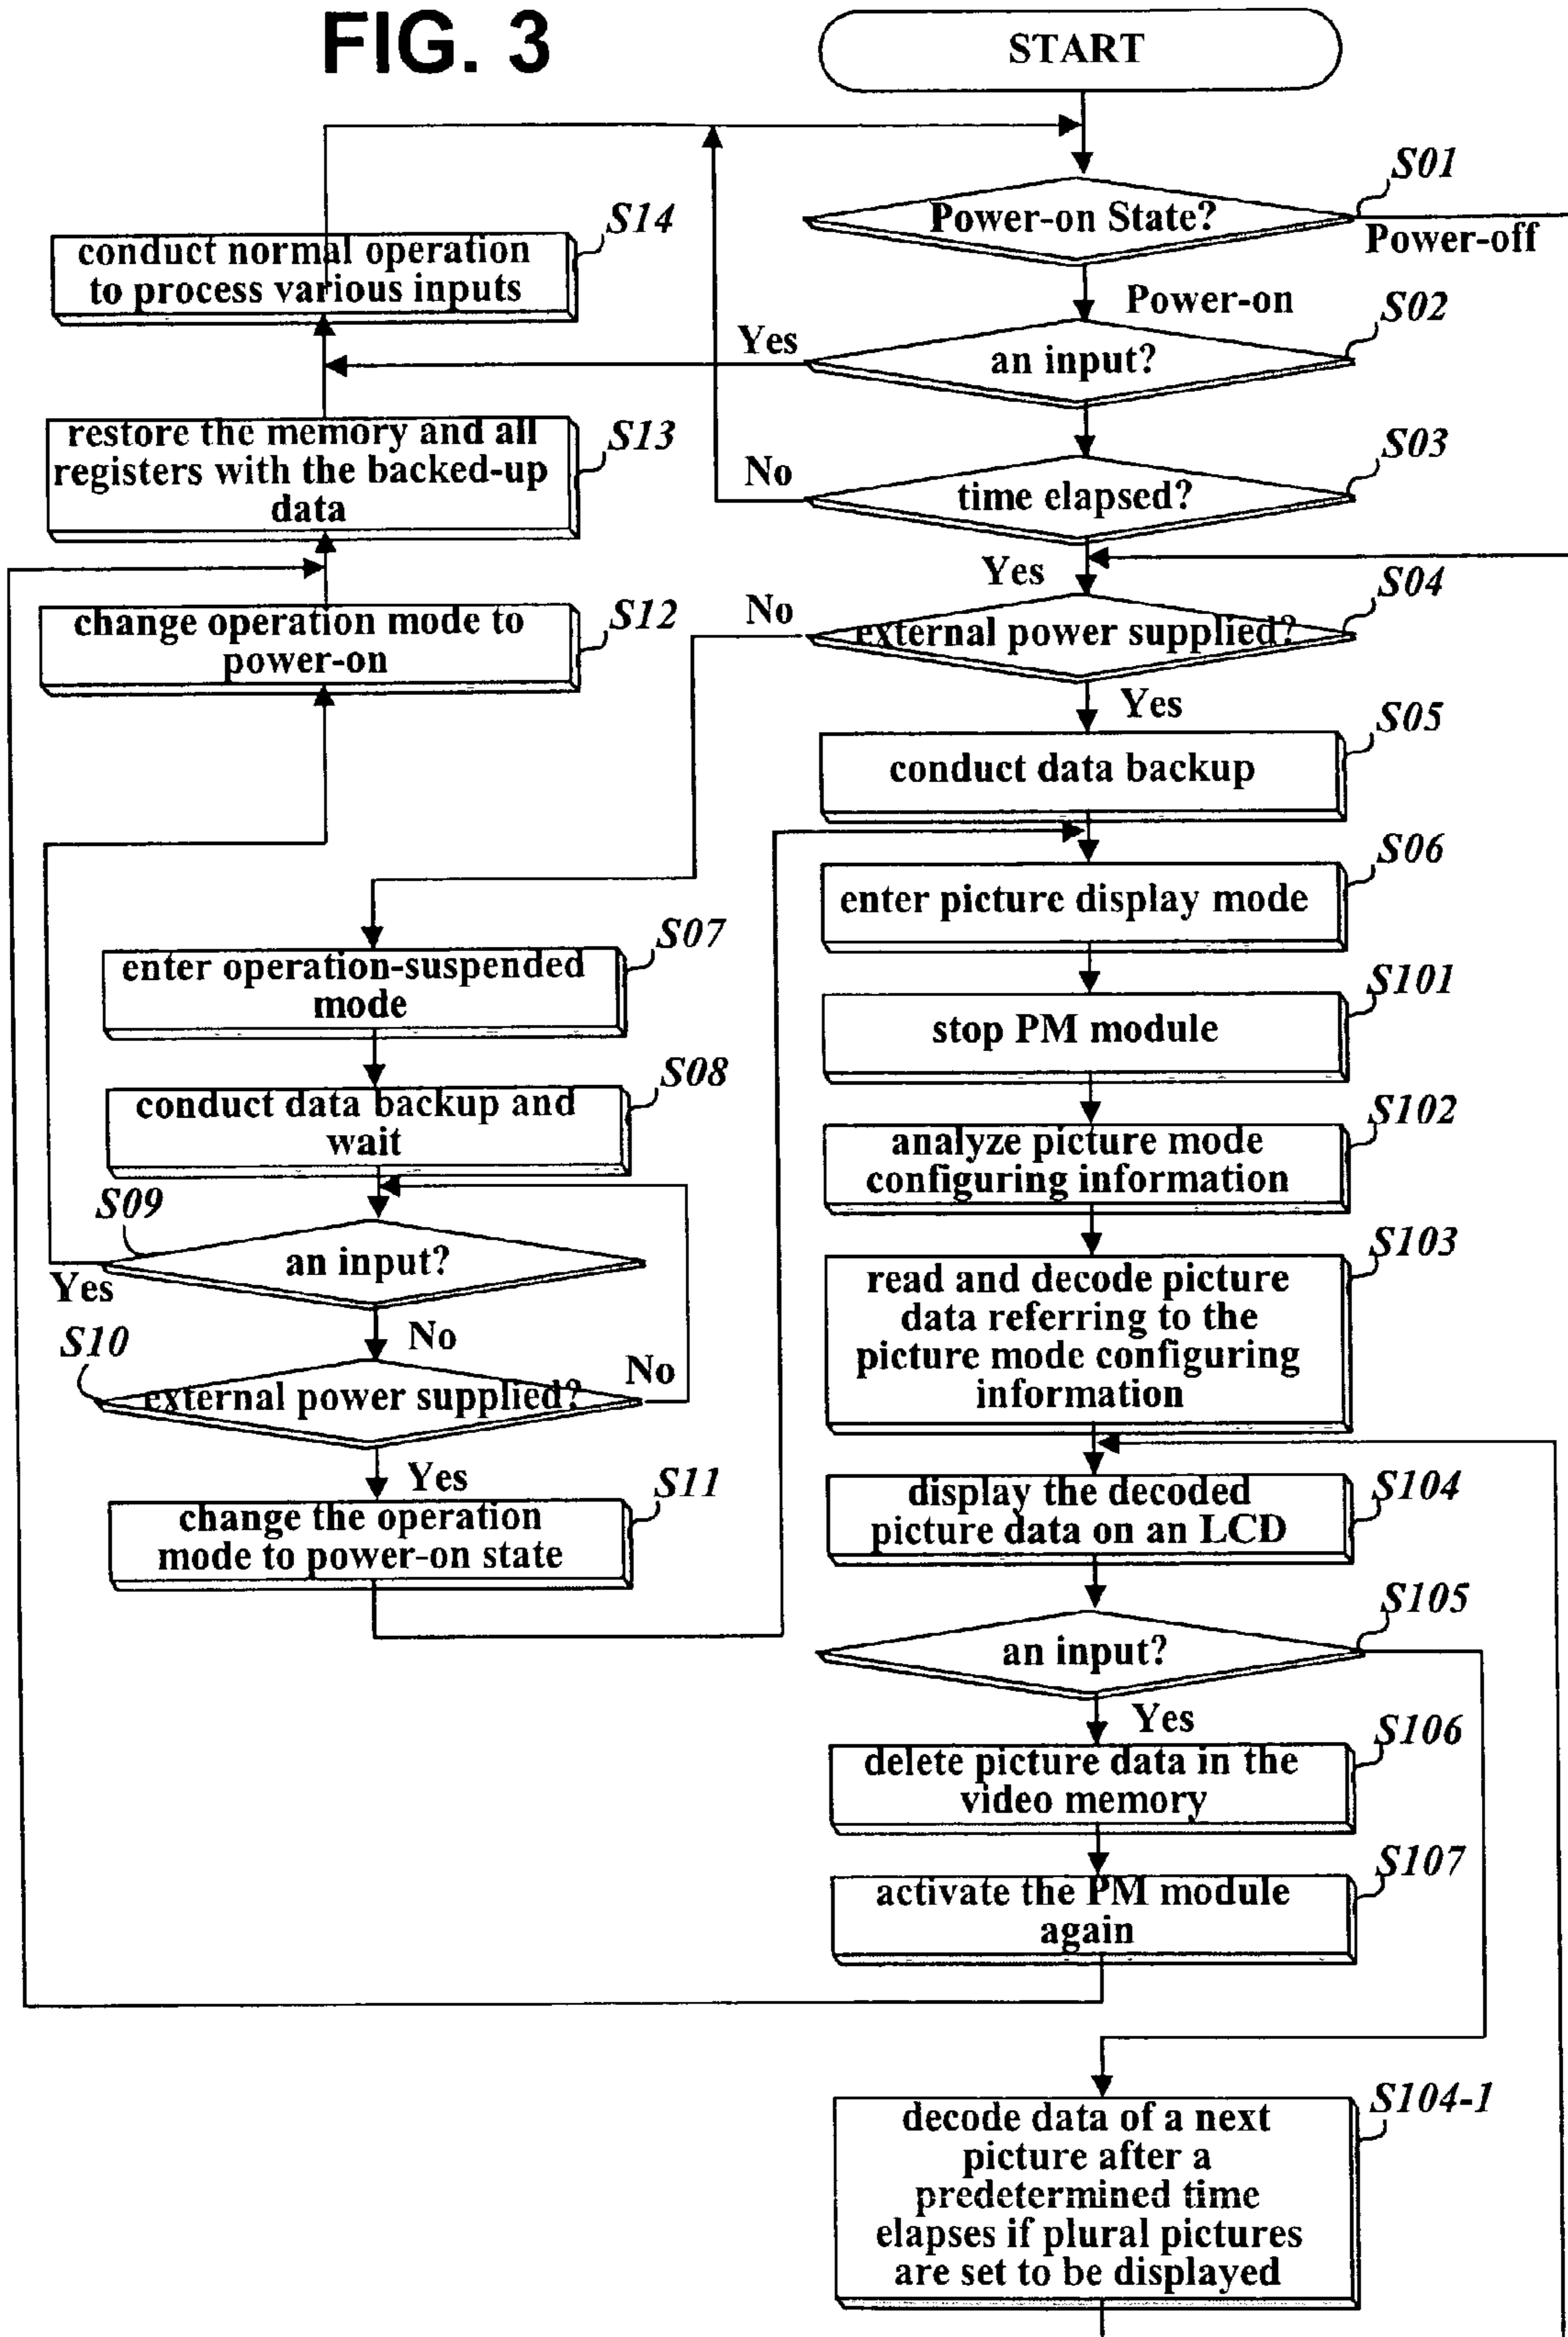 FIG. 3
START
S01
Power-on State?
Power-off
Power-on
S02
an input?
Yes
S03
time elapsed?
No
Yes
S04
external power supplied?
No
Yes
S05
conduct data backup
S06
enter picture display mode
S101
stop PM module
S102
analyze picture mode
configuring information
S103
read and decode picture
data referring to the
picture mode configuring
information
S104
display the decoded
picture data on an LCD
S105
an input?
Yes
S106
delete picture data in the
video memory
S107
activate the PM module
again
S104-1
decode data of a next
picture after a
predetermined time
elapses if plural pictures
are set to be displayed
S14
conduct normal operation
to process various inputs
S13
restore the memory and all
registers with the backed-up
data
S12
change operation mode to
power-on
S07
enter operation-suspended
mode
S08
conduct data backup and
wait
S09
an input?
Yes
No
S10
external power supplied?
No
Yes
S11
change the operation
mode to power-on state